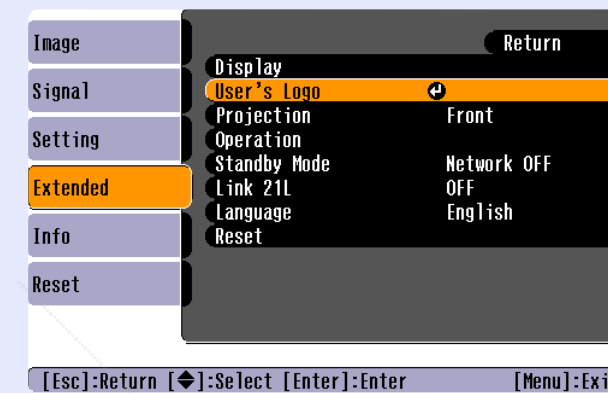 Image
Signal
Setting
Extended
Info
Reset
Return
Display
User's Logo
Projection Front
Operation
Standby Mode Network OFF
Link 21L OFF
Language English
Reset
[Esc]:Return [◆]:Select [Enter]:Enter [Menu]:Exi